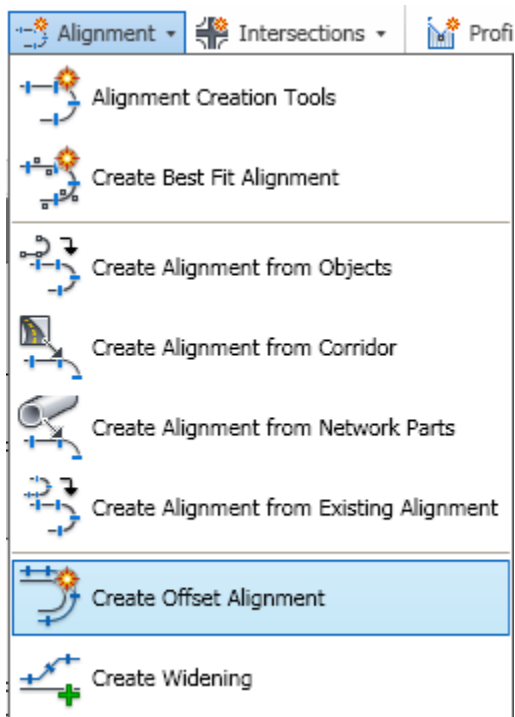 Alignment Intersections Profi
Alignment Creation Tools
Create Best Fit Alignment
Create Alignment from Objects
Create Alignment from Corridor
Create Alignment from Network Parts
Create Alignment from Existing Alignment
Create Offset Alignment
Create Widening